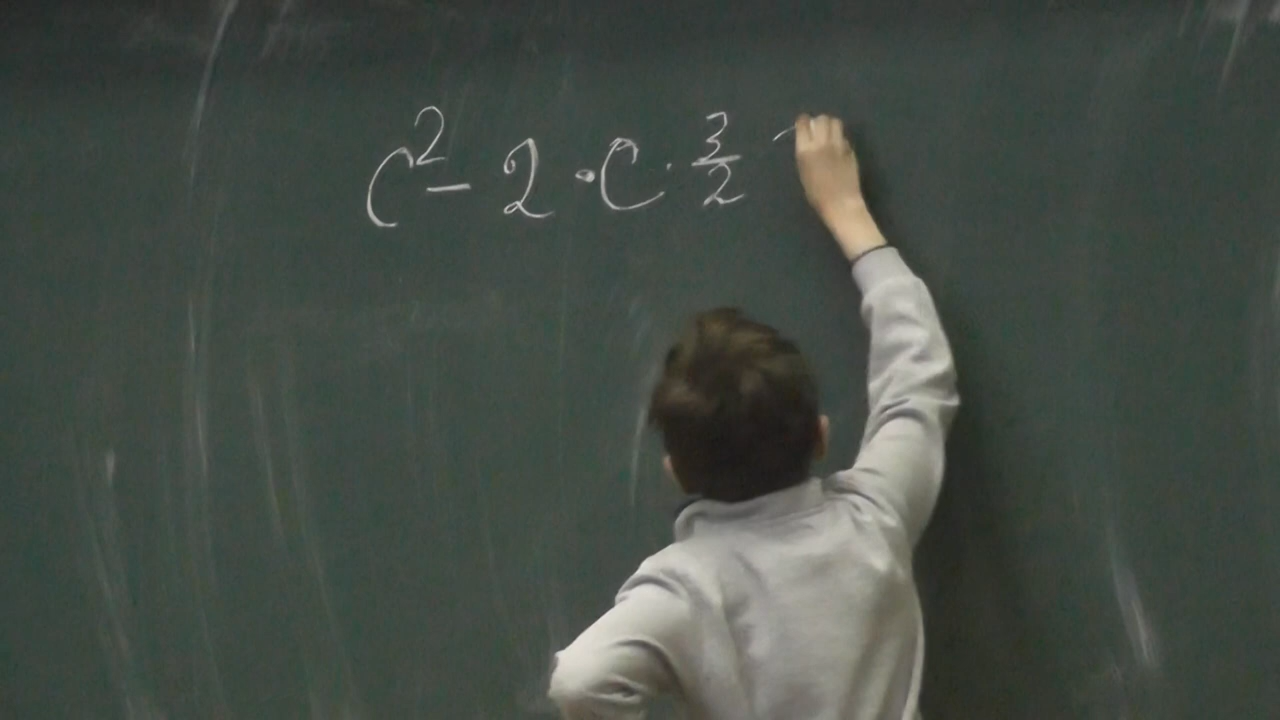 c² - 2 · c · 3/2